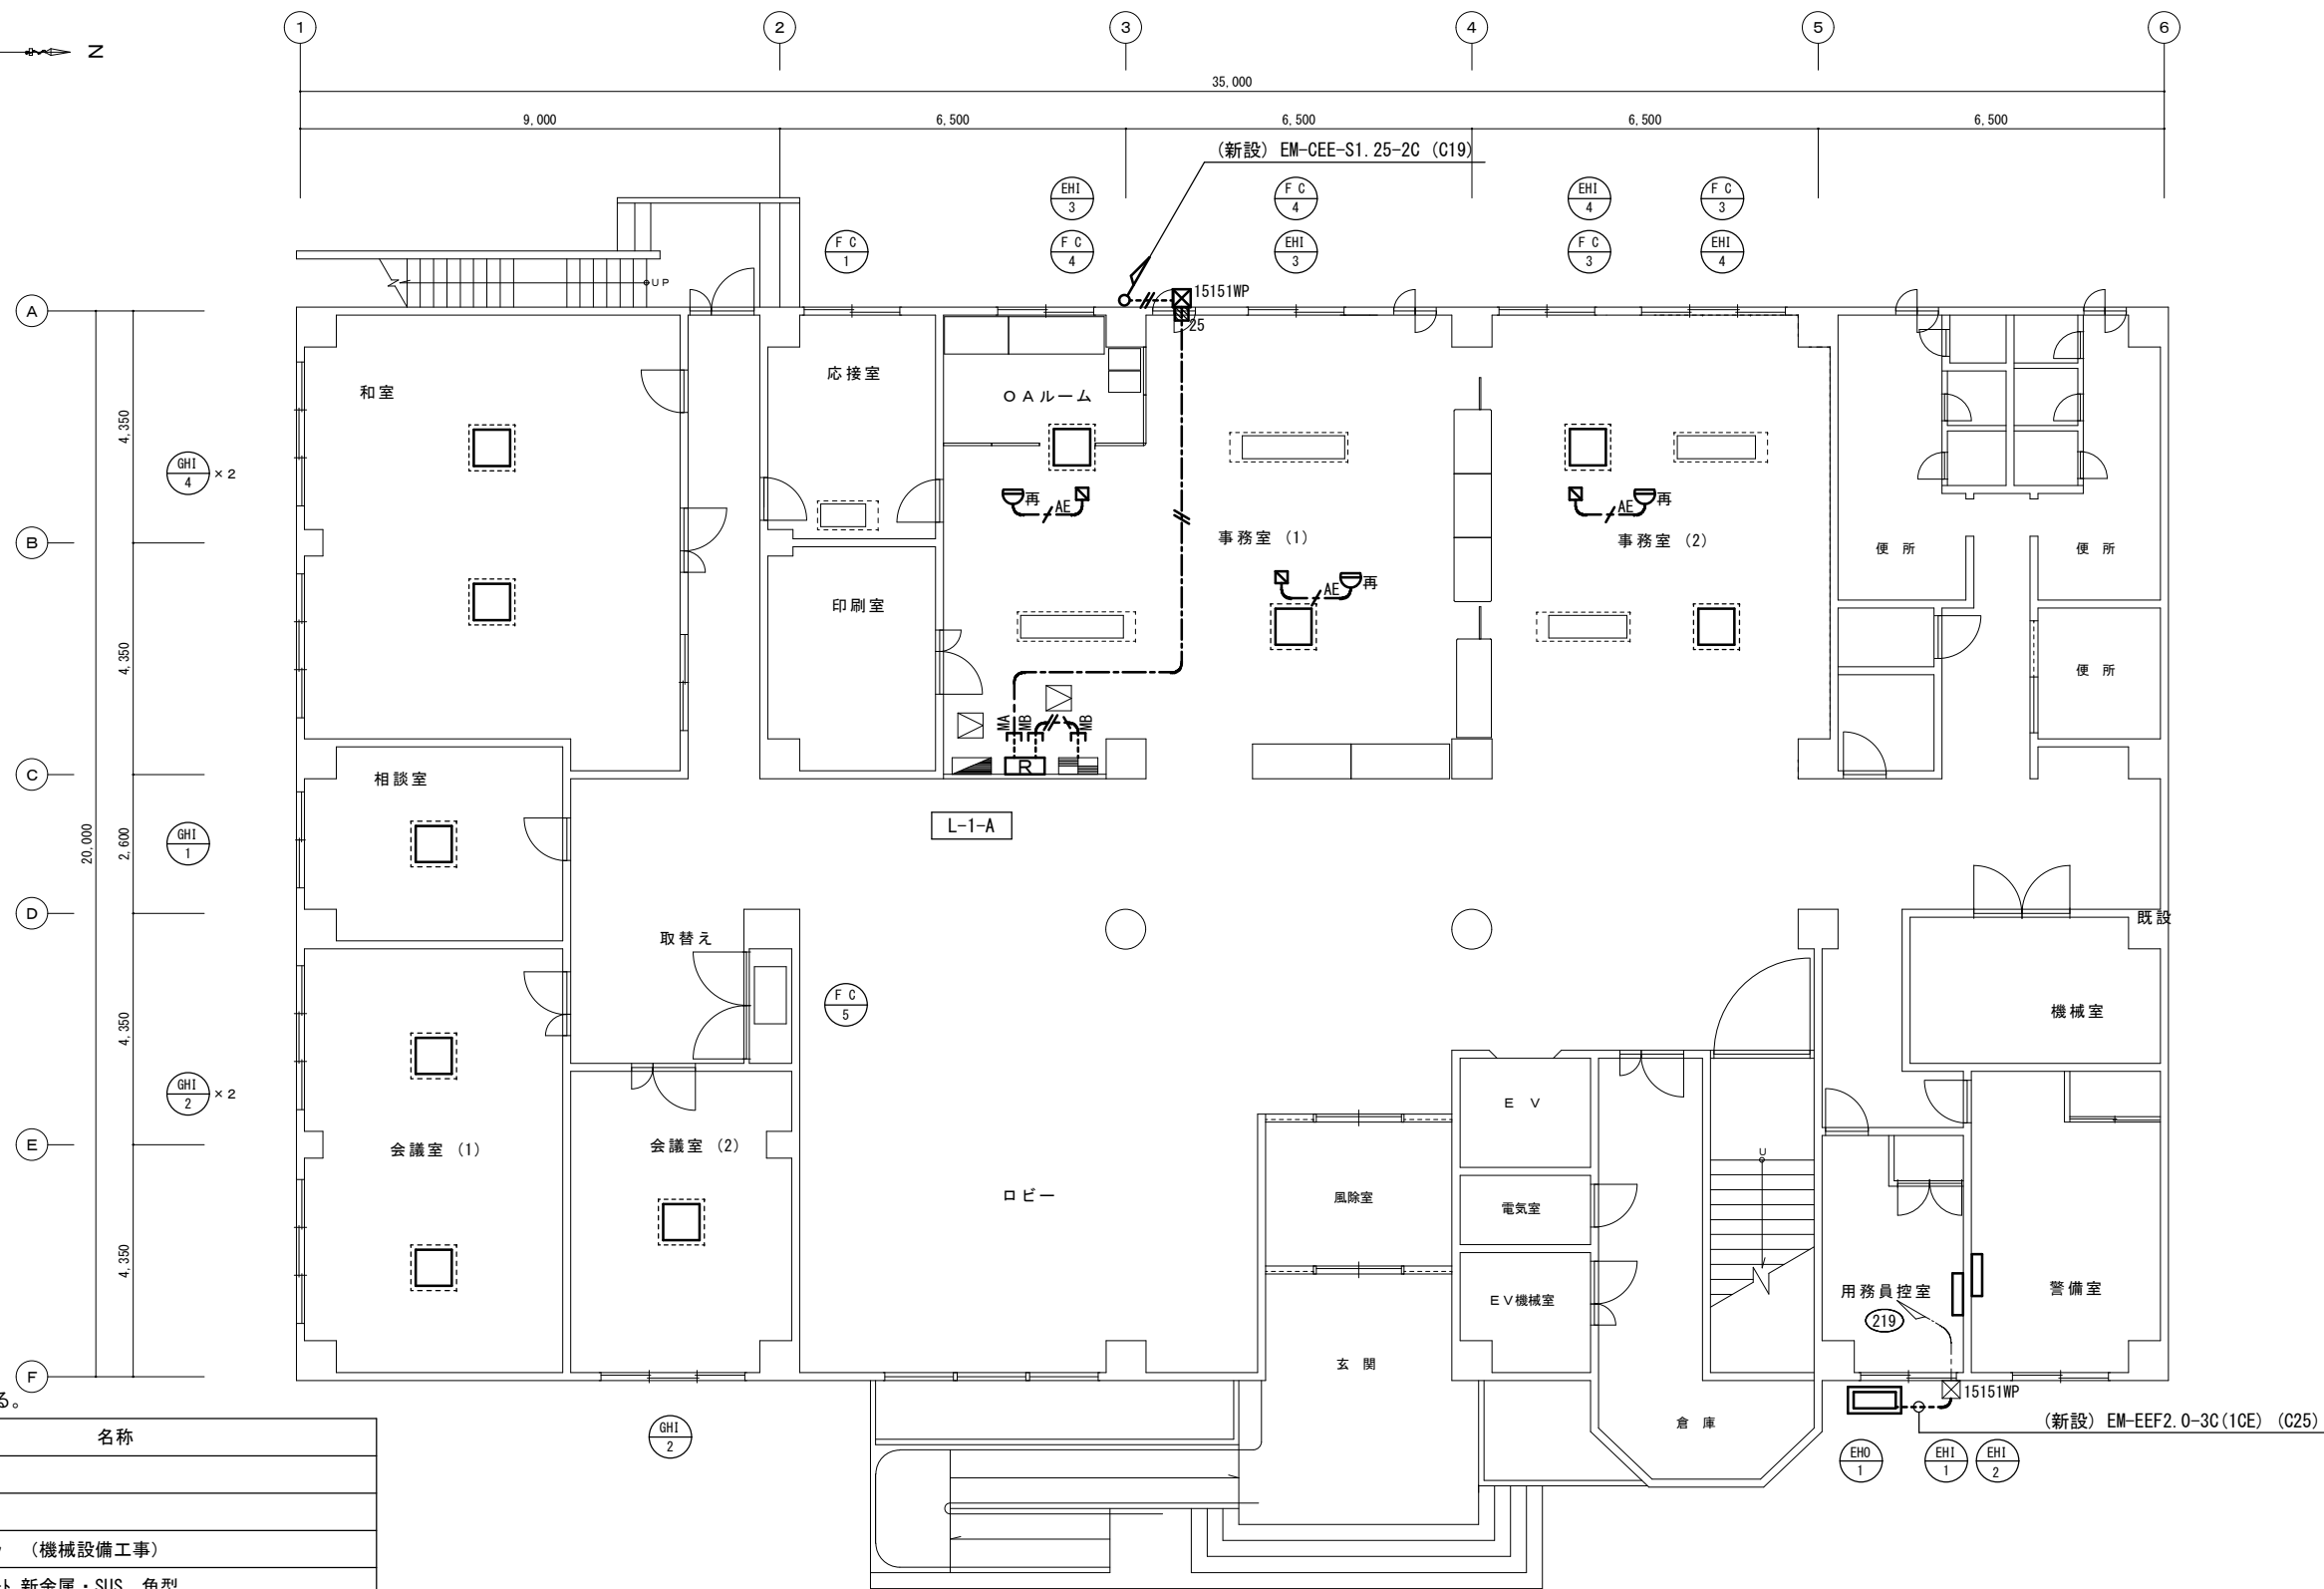 1
2
3
4
5
6
N
35,000
9,000
6,500
6,500
6,500
6,500
(新設) EM-CEE-S1.25-2C (C19)
EHI
3
F C
4
EHI
4
F C
3
F C
1
F C
4
EHI
3
F C
3
EHI
4
UP
15151WP
25
A
B
C
D
E
F
4,350
4,350
20,000
2,600
4,350
4,350
GHI
4
×2
GHI
1
GHI
2
×2
和室
応接室
OAルーム
再
AE
AE
再
事務室 (1)
事務室 (2)
AE
再
便 所
便 所
便 所
印刷室
MA
MB
MB
R
相談室
L-1-A
取替え
既設
F C
5
機械室
E V
会議室 (1)
会議室 (2)
ロビー
風除室
電気室
U
EV機械室
用務員控室
219
警備室
玄 関
倉 庫
15151WP
(新設) EM-EEF2.0-3C(1CE) (C25)
GHI
2
EHO
1
EHI
1
EHI
2
る。
名称
(機械設備工事)
新金属・SUS 角型